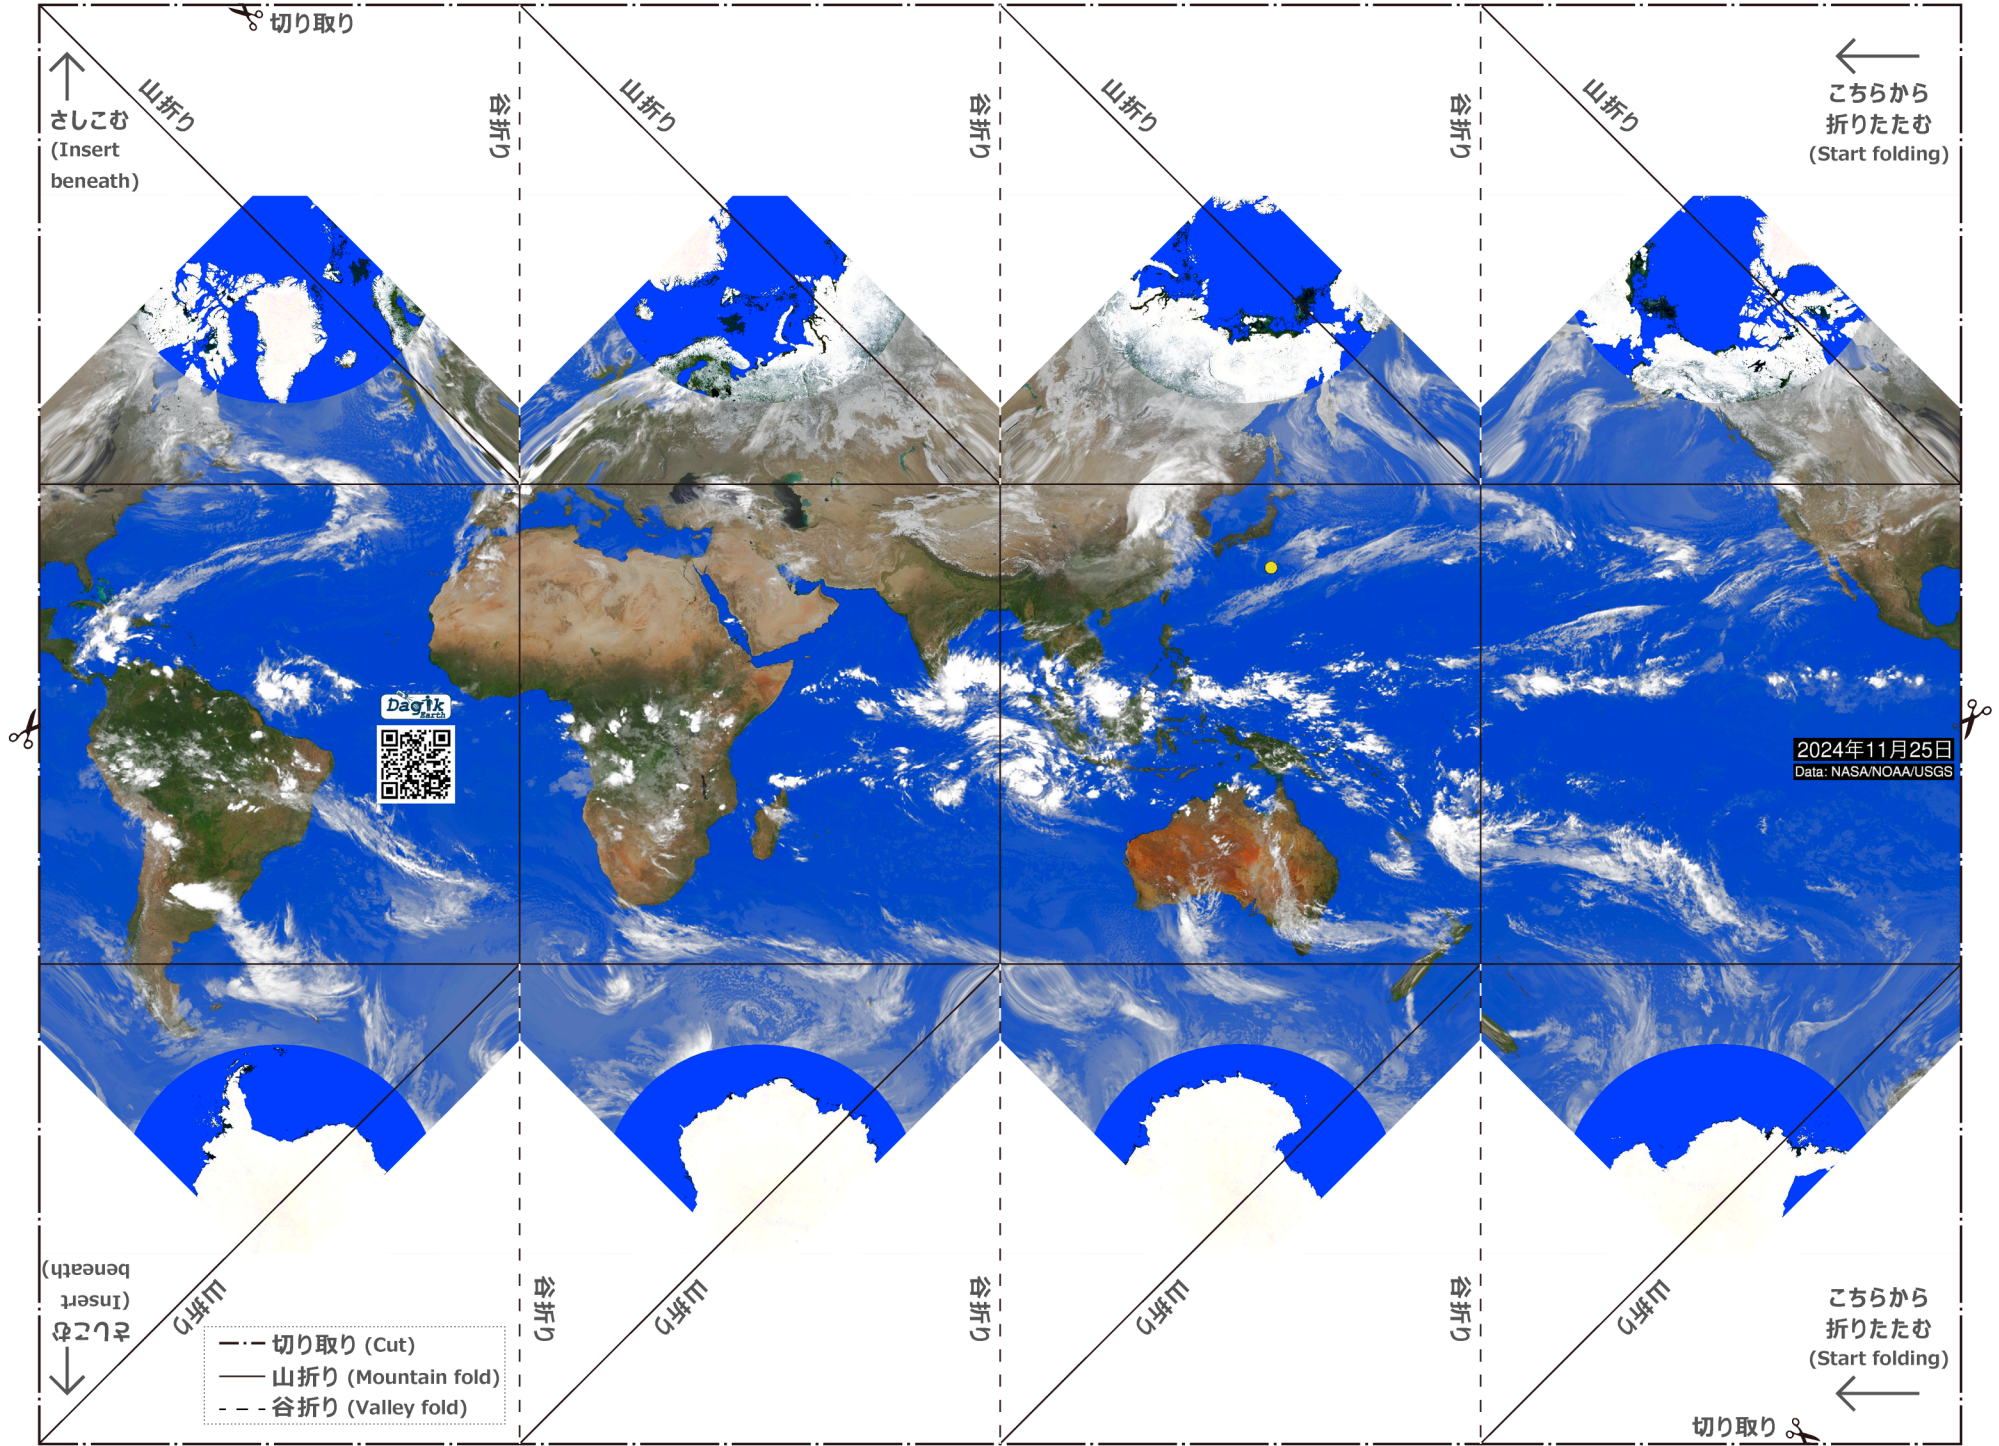 切り取り
さしこむ
(Insert
beneath)
山折り
谷折り
山折り
谷折り
山折り
谷折り
山折り
こちらから
折りたたむ
(Start folding)
Dagik
Earth
2024年11月25日
Data: NASA/NOAA/USGS
さしこむ
(Insert
beneath)
山折り
谷折り
山折り
谷折り
山折り
谷折り
山折り
こちらから
折りたたむ
(Start folding)
切り取り (Cut)
山折り (Mountain fold)
谷折り (Valley fold)
切り取り